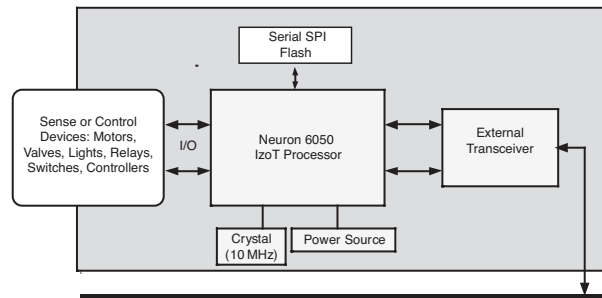 Serial SPI
Flash
Sense or Control
Devices: Motors,
Valves, Lights, Relays,
Switches, Controllers
I/O
Neuron 6050
IzoT Processor
External
Transceiver
Crystal
(10 MHz)
Power Source